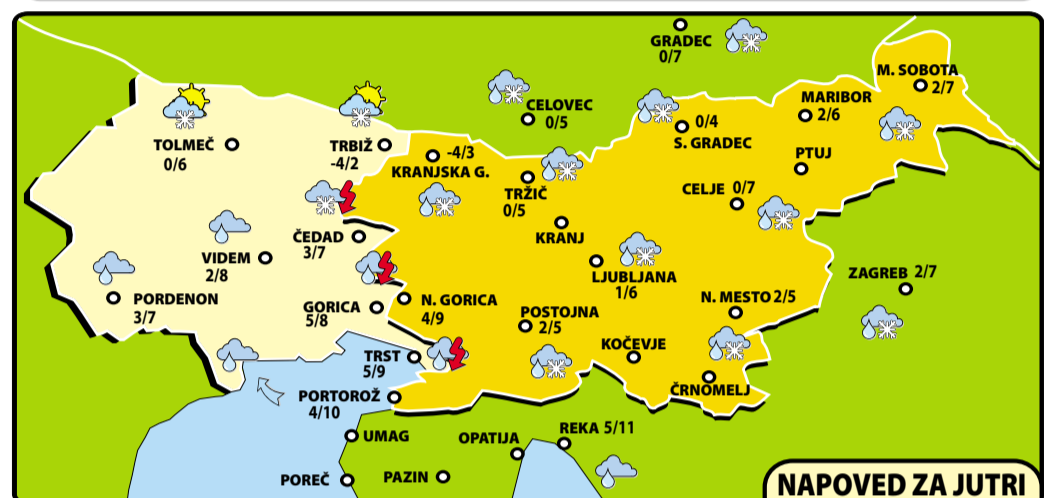 GRADEC
0/7
M. SOBOTA
2/7
CELOVEC
0/5
MARIBOR
2/6
0/4
S. GRADEC
TOLMEČ
0/6
TRBIŽ
-4/2
-4/3
KRANJSKA G.
PTUJ
TRŽIČ
0/5
CELJE 0/7
ČEDAD
3/7
KRANJ
VIDEM
2/8
LJUBLJANA
1/6
ZAGREB 2/7
PORDENON
3/7
GORICA
5/8
N. GORICA
4/9
POSTOJNA
2/5
N. MESTO 2/5
TRST
5/9
KOČEVJE
ČRNOMELJ
PORTOROŽ
4/10
UMAG
OPATIJA
REKA 5/11
POREČ
PAZIN
NAPOVED ZA JUTRI